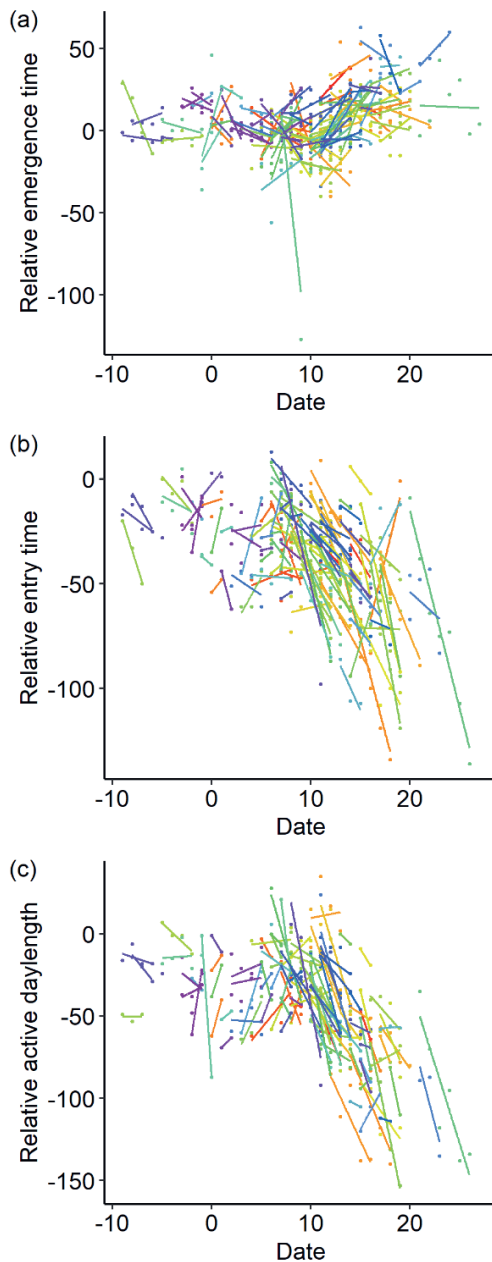 (a)
50
0
-50
-100
Relative emergence time
-10 0 10 20
Date
(b)
0
-50
-100
Relative entry time
-10 0 10 20
Date
(c)
0
-50
-100
-150
Relative active daylength
-10 0 10 20
Date